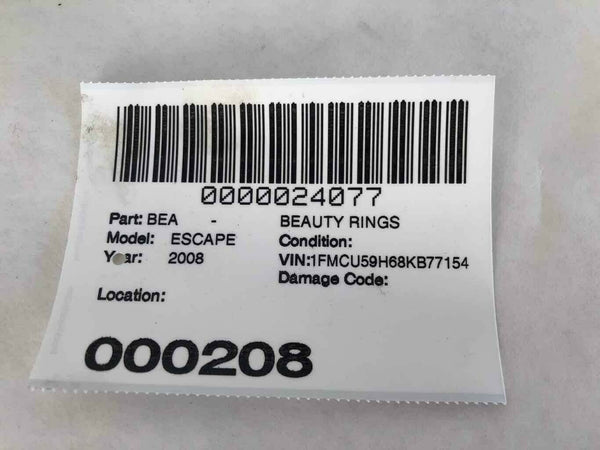 0000024077
Part: BEA - BEAUTY RINGS
Model: ESCAPE Condition:
Year: 2008 VIN:1FMCU59H68KB77154
Damage Code:
Location:
000208